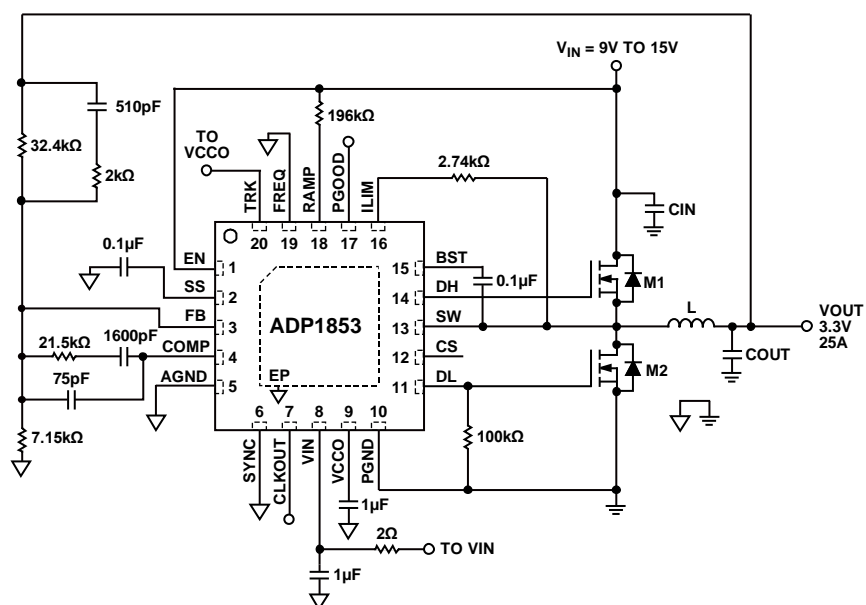 VIN = 9V TO 15V
510pF
196kΩ
32.4kΩ
TO
VCCO
2kΩ
2.74kΩ
TRK
FREQ
RAMP
PGOOD
ILIM
CIN
20
19
18
17
16
0.1µF
EN
1
15
BST
0.1µF
M1
SS
2
14
DH
L
VOUT
3.3V
25A
FB
3
ADP1853
13
SW
21.5kΩ
1600pF
COMP
4
12
CS
COUT
M2
75pF
AGND
5
EP
11
DL
6
7
8
9
10
7.15kΩ
100kΩ
SYNC
CLKOUT
VIN
VCCO
PGND
1µF
2Ω
TO VIN
1µF